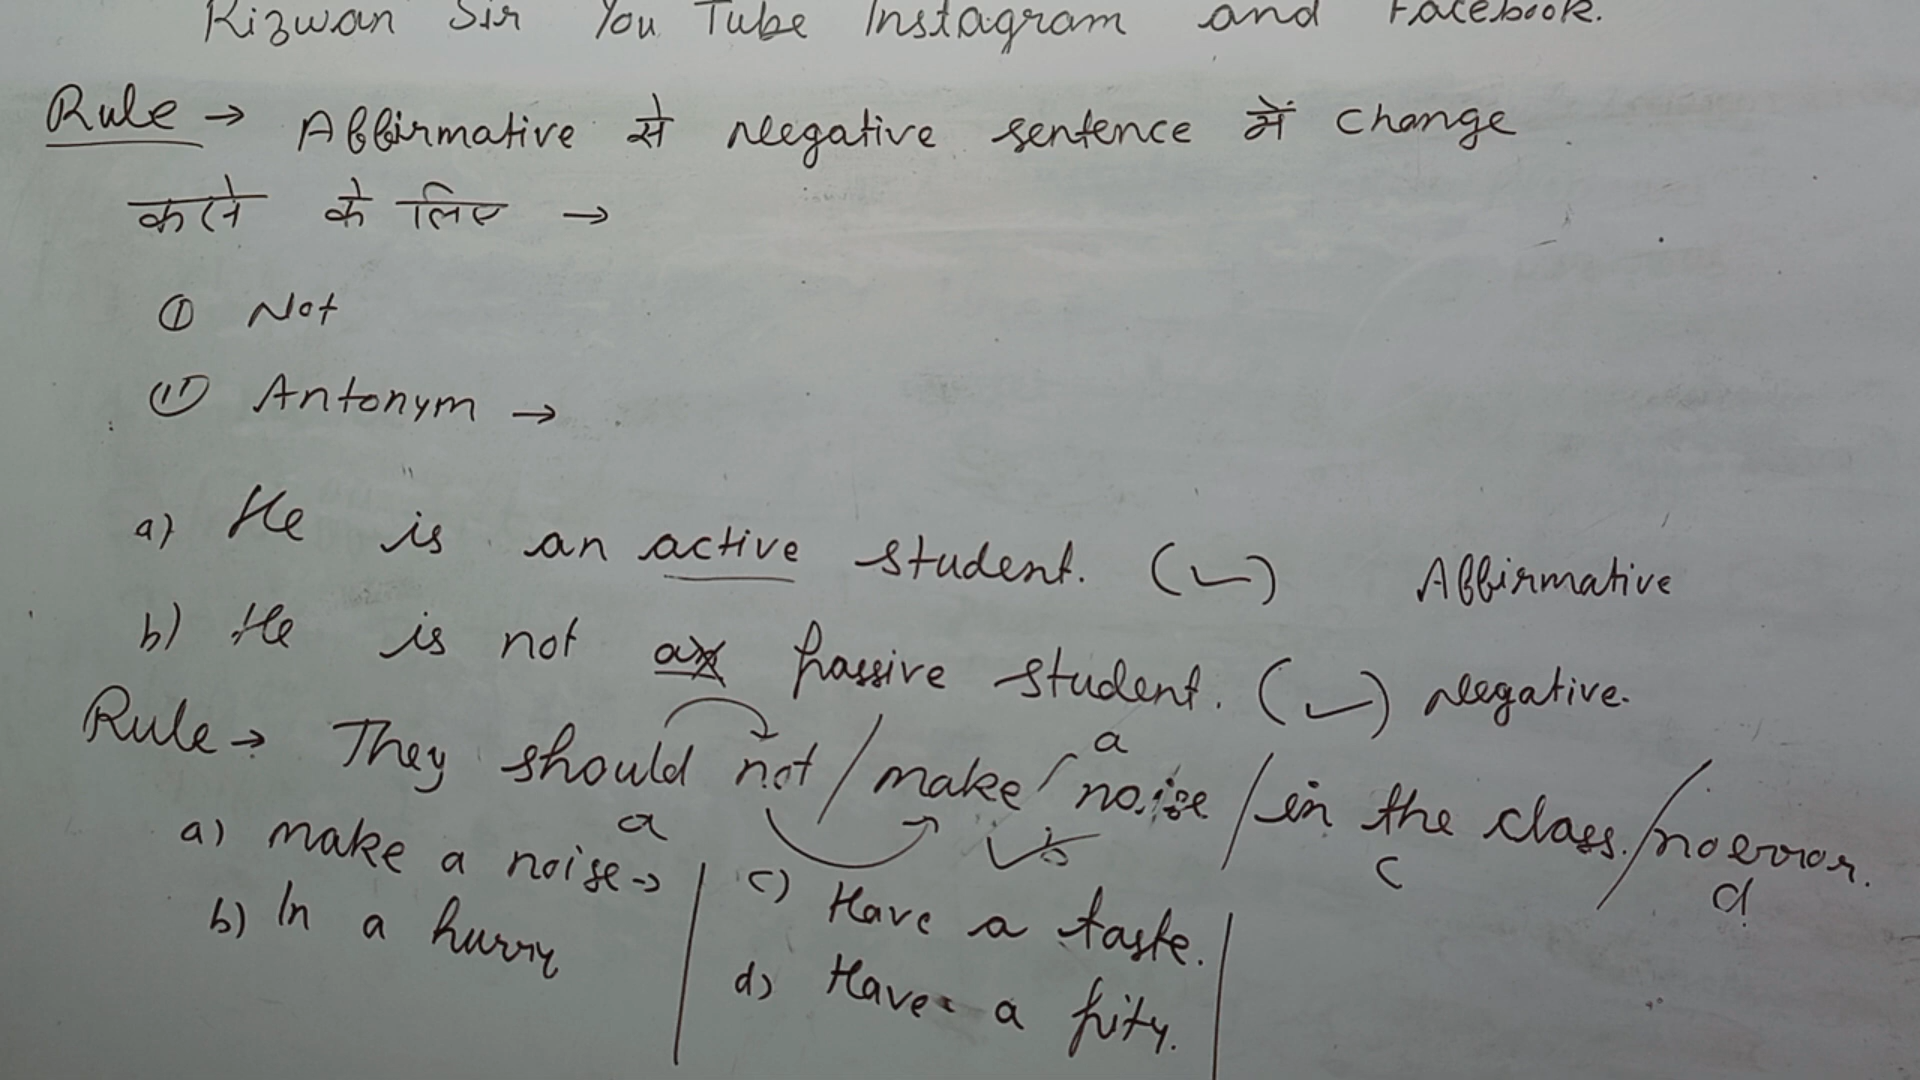 Rizwan Sir You Tube Instagram and Facebook.
Rule → Affirmative से Negative sentence में change
करने के लिए →
① Not
ⅱ Antonym →
a) He is an active student. (✓) Affirmative
b) He is not passive student. (✓) Negative.
Rule → They should not / make noise / in the class. / no error.
a
a b c d
a) make a noise →
b) In a hurry
c) Have a taste.
d) Have a pity.